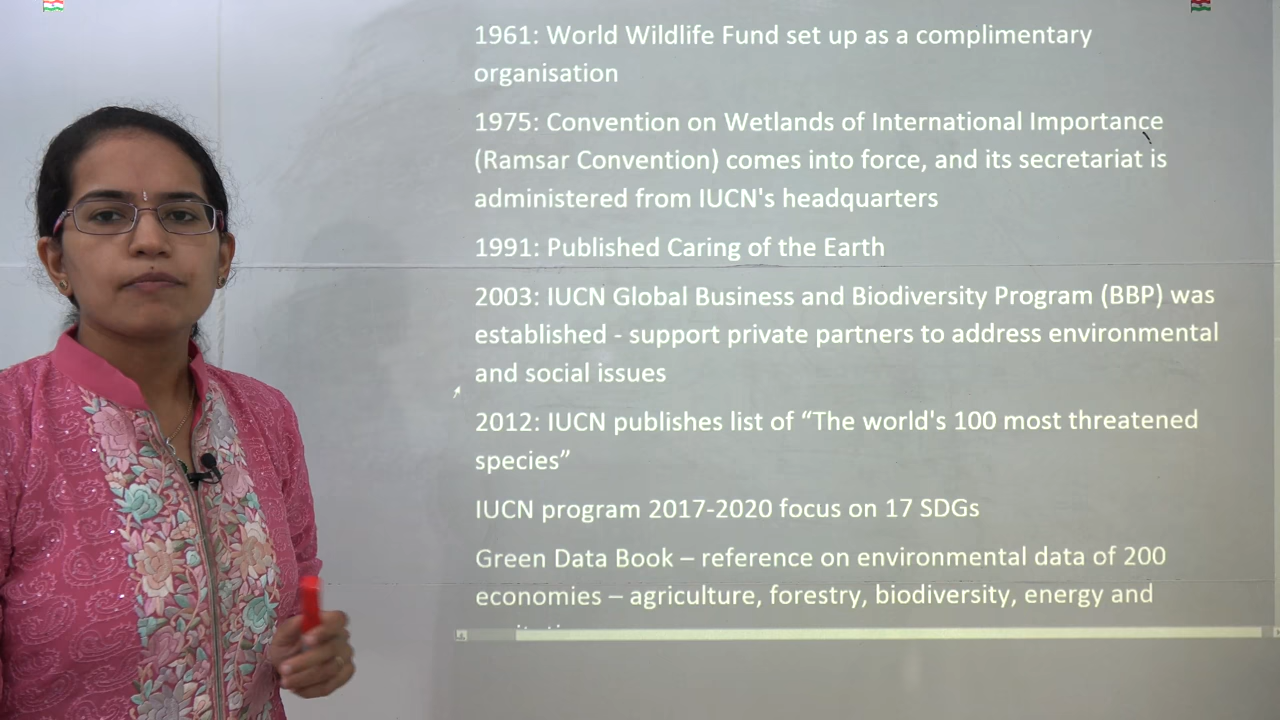 1961: World Wildlife Fund set up as a complimentary
organisation
1975: Convention on Wetlands of International Importance
(Ramsar Convention) comes into force, and its secretariat is
administered from IUCN's headquarters
1991: Published Caring of the Earth
2003: IUCN Global Business and Biodiversity Program (BBP) was
established - support private partners to address environmental
and social issues
2012: IUCN publishes list of “The world's 100 most threatened
species”
IUCN program 2017-2020 focus on 17 SDGs
Green Data Book – reference on environmental data of 200
economies – agriculture, forestry, biodiversity, energy and